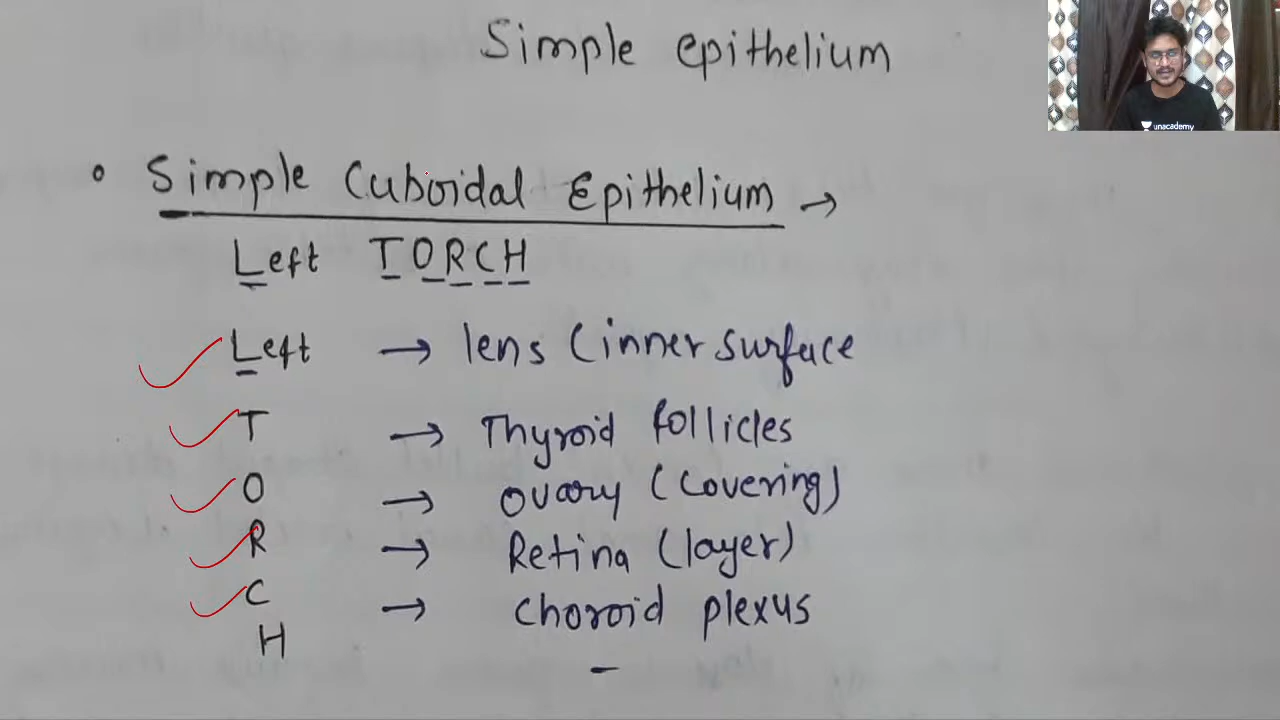 Simple epithelium
unacademy
• Simple Cuboidal Epithelium →
Left TORCH
Left → lens (inner surface
T → Thyroid follicles
O → Ovary (covering)
R → Retina (layer)
C → Choroid plexus
H –